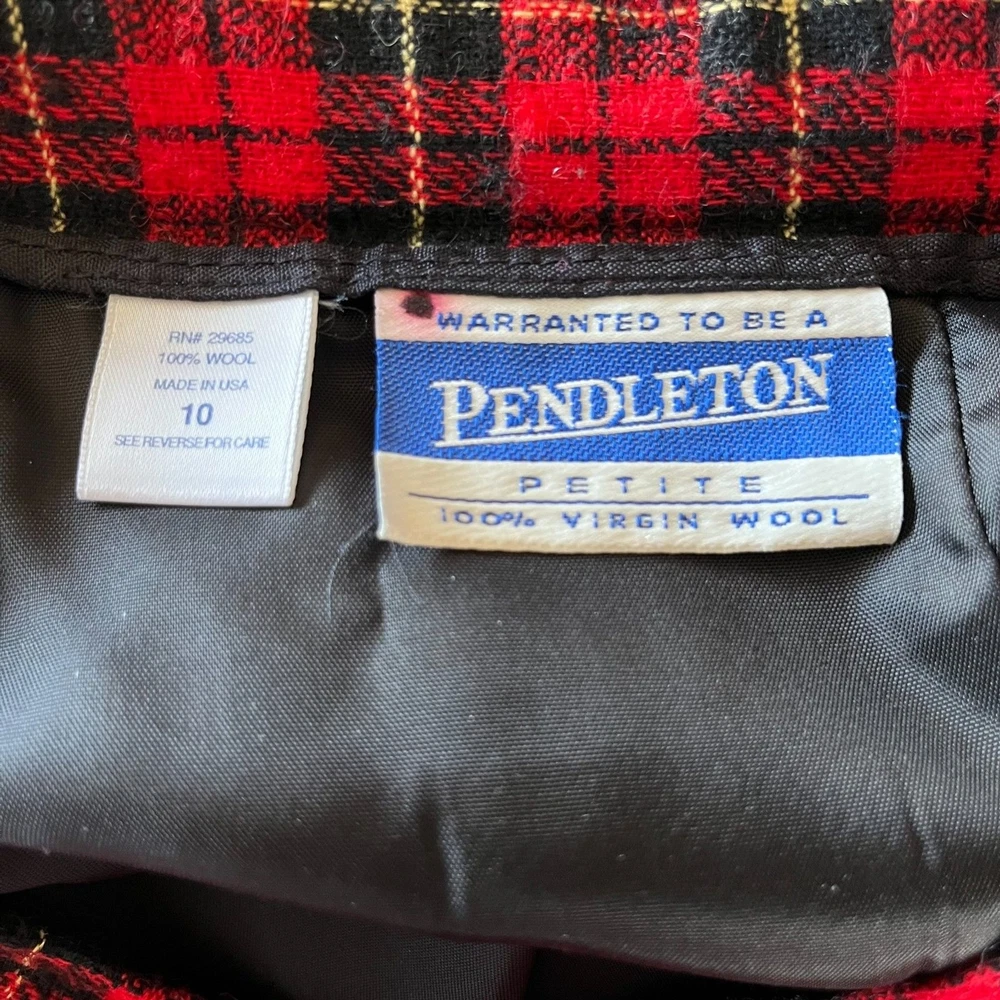 RN# 29685
100% WOOL
MADE IN USA
10
SEE REVERSE FOR CARE
WARRANTED TO BE A
PENDLETON
PETITE
100% VIRGIN WOOL